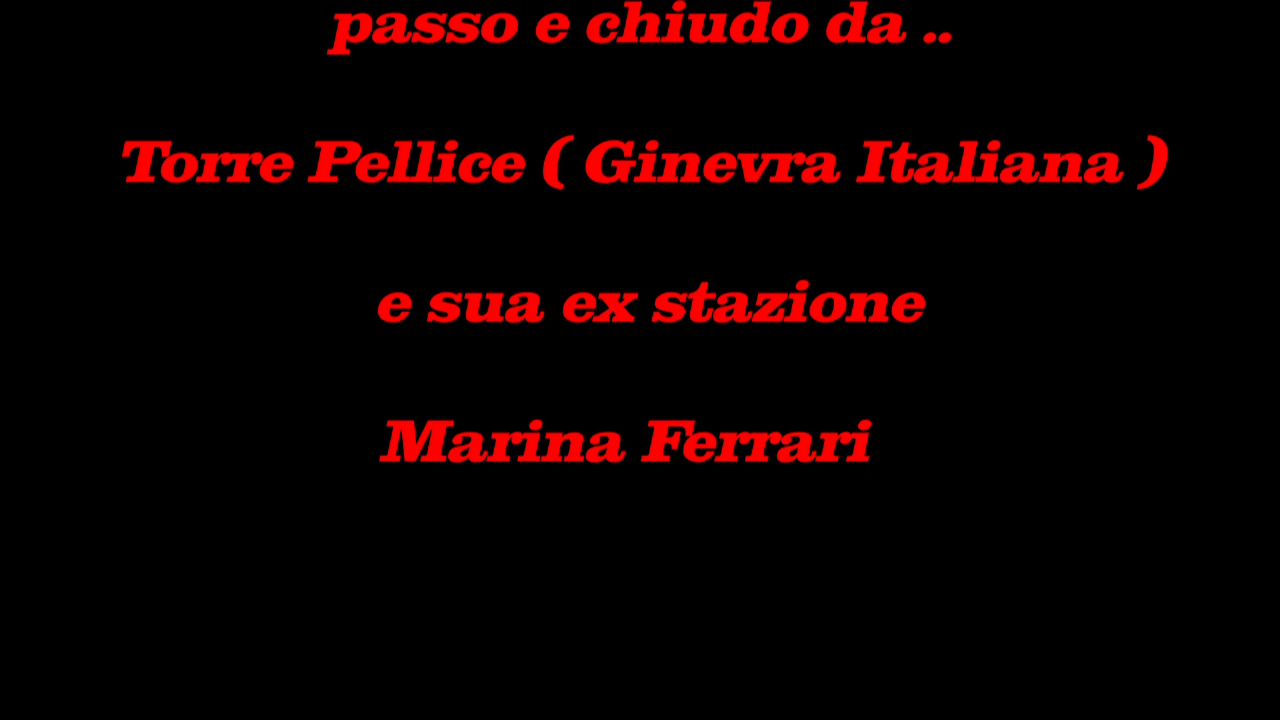 passo e chiudo da ..
Torre Pellice ( Ginevra Italiana )
e sua ex stazione
Marina Ferrari